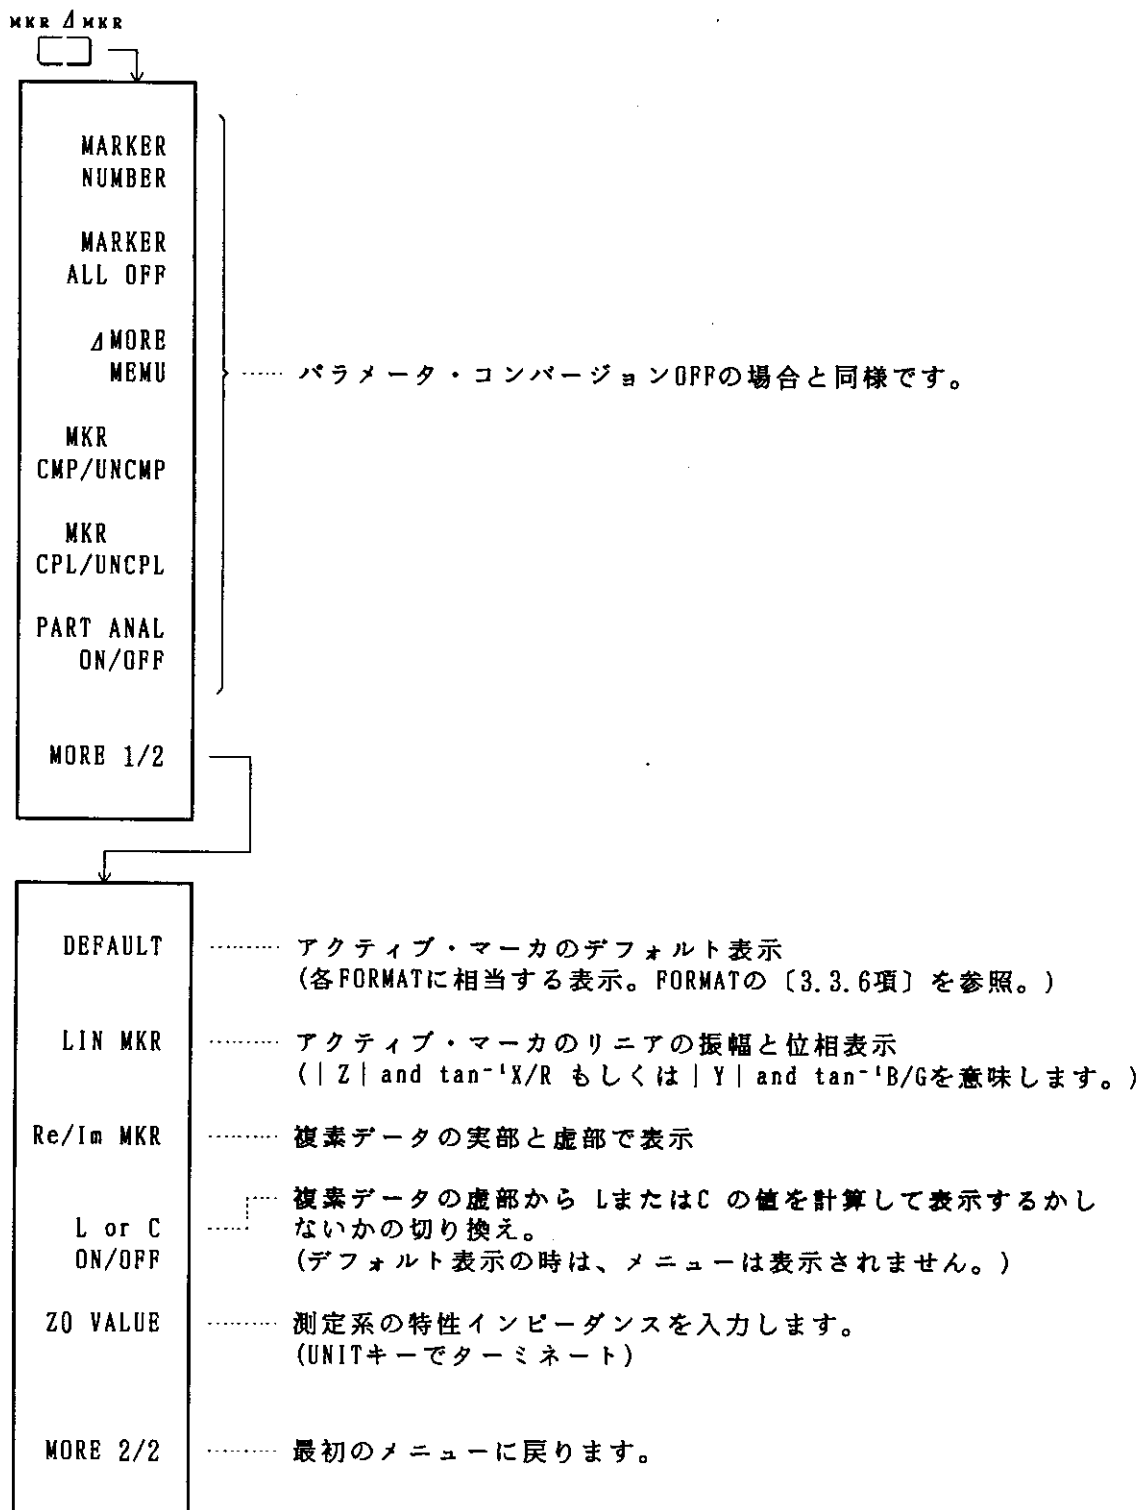 MKR ⊿MKR
MARKER
NUMBER
MARKER
ALL OFF
⊿MORE
MEMU
…… パラメータ・コンバージョンOFFの場合と同様です。
MKR
CMP/UNCMP
MKR
CPL/UNCPL
PART ANAL
ON/OFF
MORE 1/2
DEFAULT ……… アクティブ・マーカのデフォルト表示
(各FORMATに相当する表示。FORMATの〔3.3.6項〕を参照。)
LIN MKR ……… アクティブ・マーカのリニアの振幅と位相表示
(|Z| and tan⁻¹X/R もしくは |Y| and tan⁻¹B/Gを意味します。)
Re/Im MKR ……… 複素データの実部と虚部で表示
複素データの虚部から LまたはC の値を計算して表示するかし
L or C ……… ないかの切り換え。
ON/OFF (デフォルト表示の時は、メニューは表示されません。)
ZO VALUE ……… 測定系の特性インピーダンスを入力します。
(UNITキーでターミネート)
MORE 2/2 ……… 最初のメニューに戻ります。